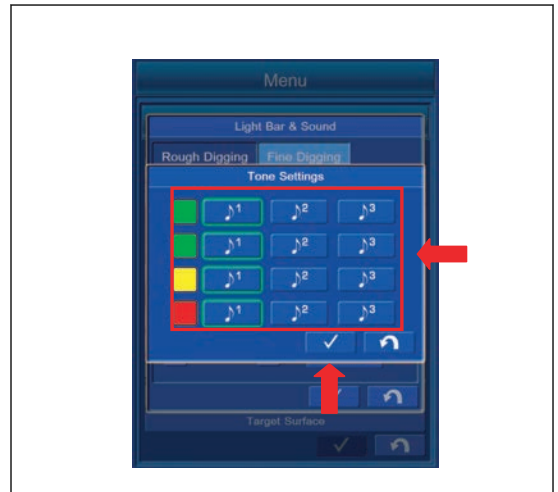 Menu
Light Bar & Sound
Rough Digging Fine Digging
Tone Settings
♪1 ♪2 ♪3
♪1 ♪2 ♪3
♪1 ♪2 ♪3
♪1 ♪2 ♪3
Target Surface